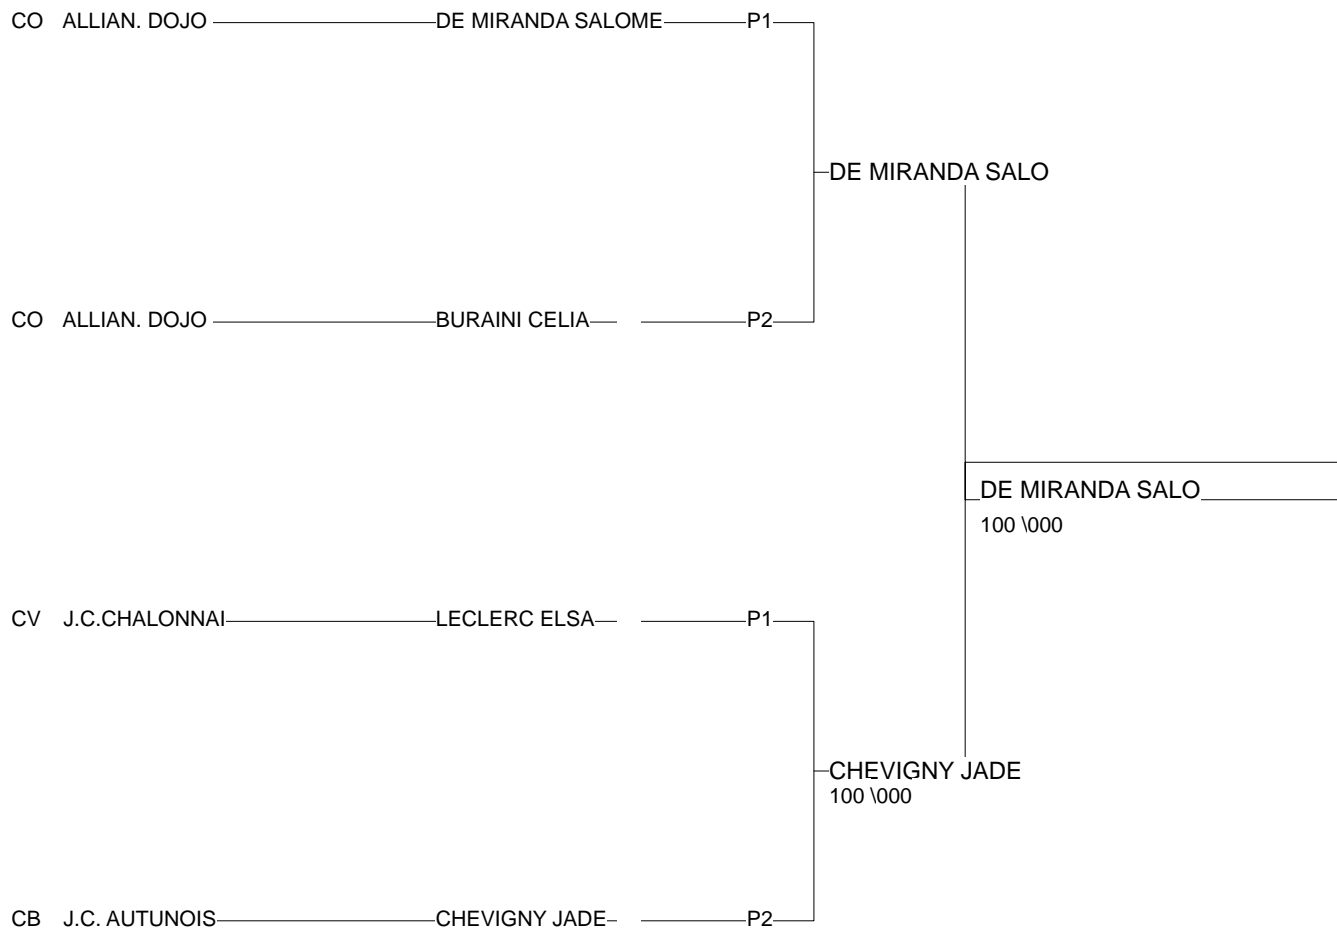 CO ALLIAN. DOJO DE MIRANDA SALOME P1
DE MIRANDA SALO
CO ALLIAN. DOJO BURAINI CELIA P2
DE MIRANDA SALO
100 \000
CV J.C.CHALONNAI LECLERC ELSA P1
CHEVIGNY JADE
100 \000
CB J.C. AUTUNOIS CHEVIGNY JADE P2